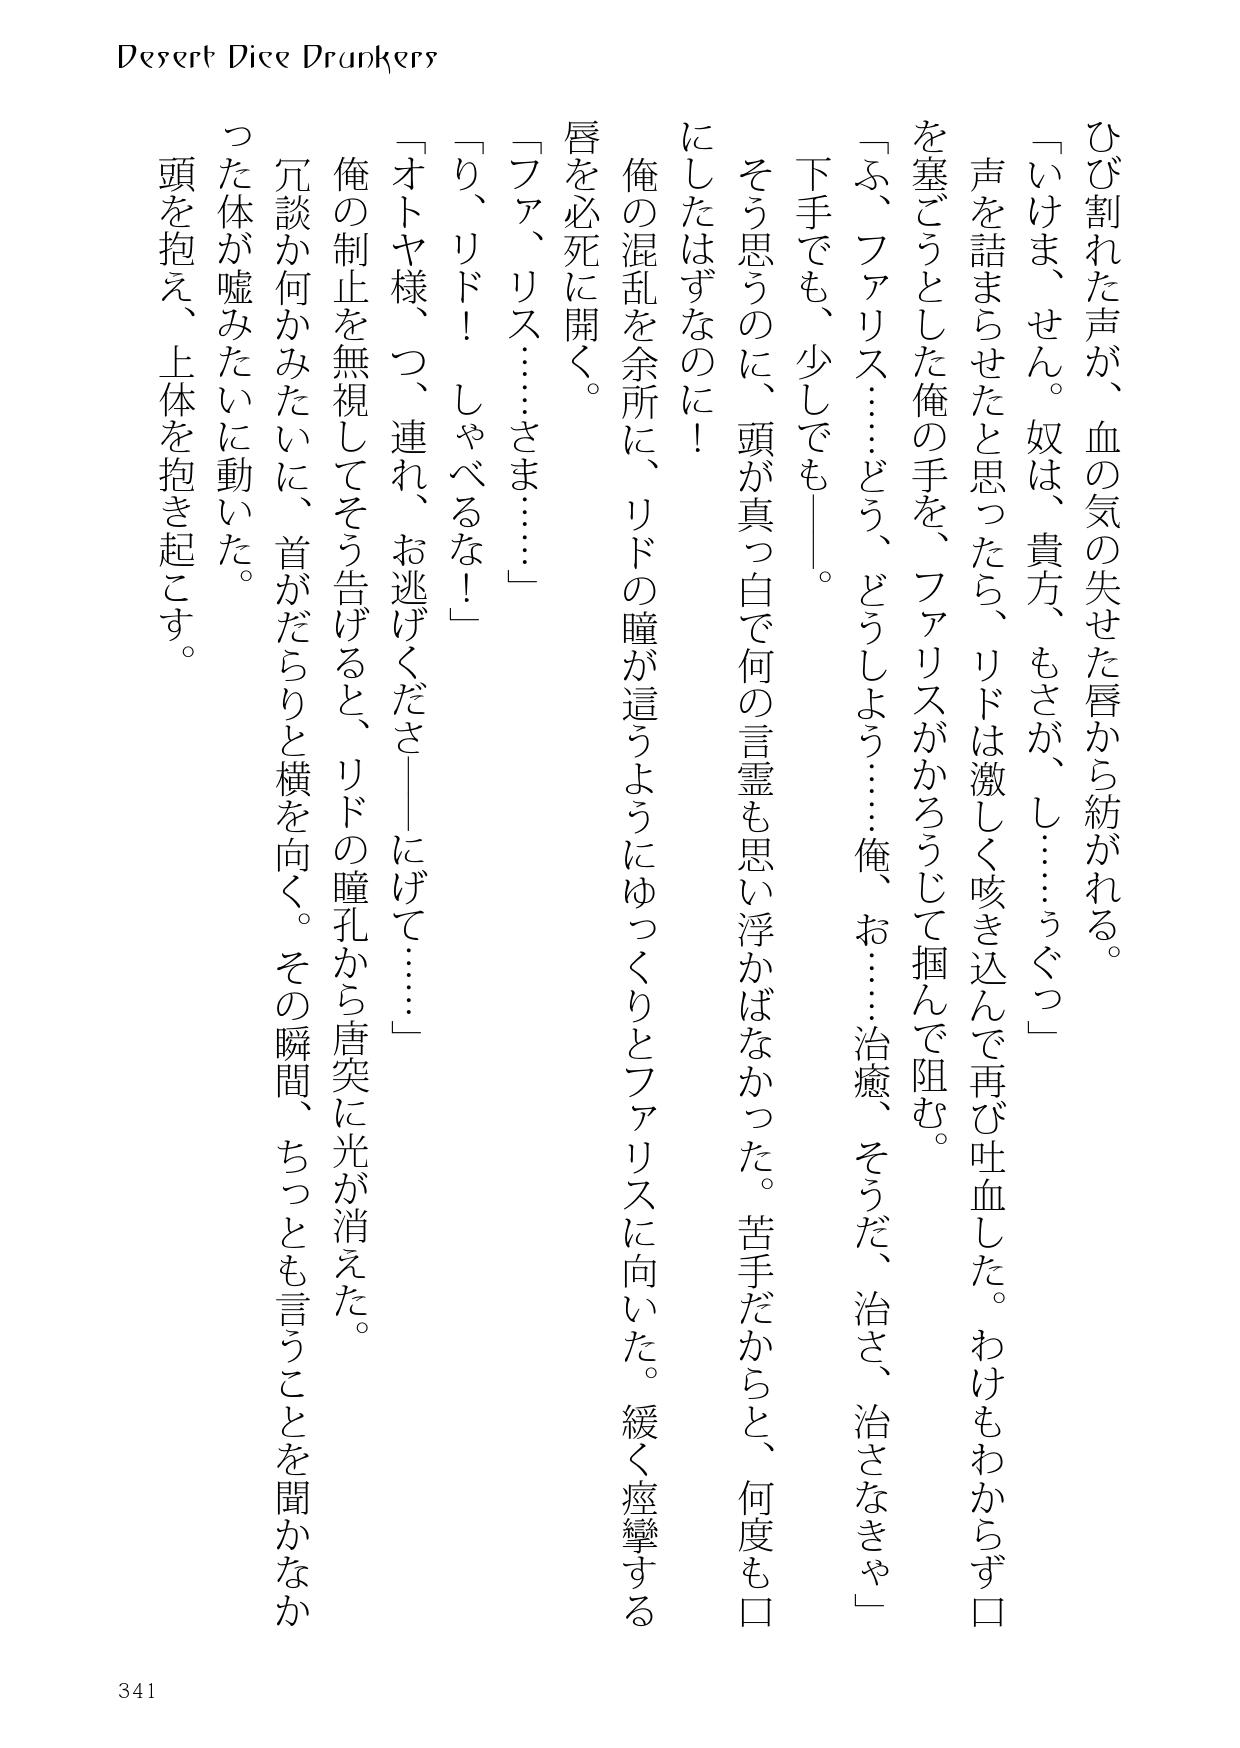 Desert Dice Drunkers
ひび割れた声が、血の気の失せた唇から紡がれる。
「いけま、せん。奴は、貴方、もさが、し……うぐっ」
　声を詰まらせたと思ったら、リドは激しく咳き込んで再び吐血した。わけもわからず口
を塞ごうとした俺の手を、ファリスがかろうじて掴んで阻む。
「ふ、ファリス……どう、どうしよう……俺、お……治癒、そうだ、治さ、治さなきゃ」
　下手でも、少しでも――。
　そう思うのに、頭が真っ白で何の言霊も思い浮かばなかった。苦手だからと、何度も口
にしたはずなのに！
　俺の混乱を余所に、リドの瞳が這うようにゆっくりとファリスに向いた。緩く痙攣する
唇を必死に開く。
「ファ、リス……さま……」
「り、リド！　しゃべるな！」
「オトヤ様、つ、連れ、お逃げくださ――にげて……」
　俺の制止を無視してそう告げると、リドの瞳孔から唐突に光が消えた。
　冗談か何かみたいに、首がだらりと横を向く。その瞬間、ちっとも言うことを聞かなか
った体が嘘みたいに動いた。
　頭を抱え、上体を抱き起こす。
341